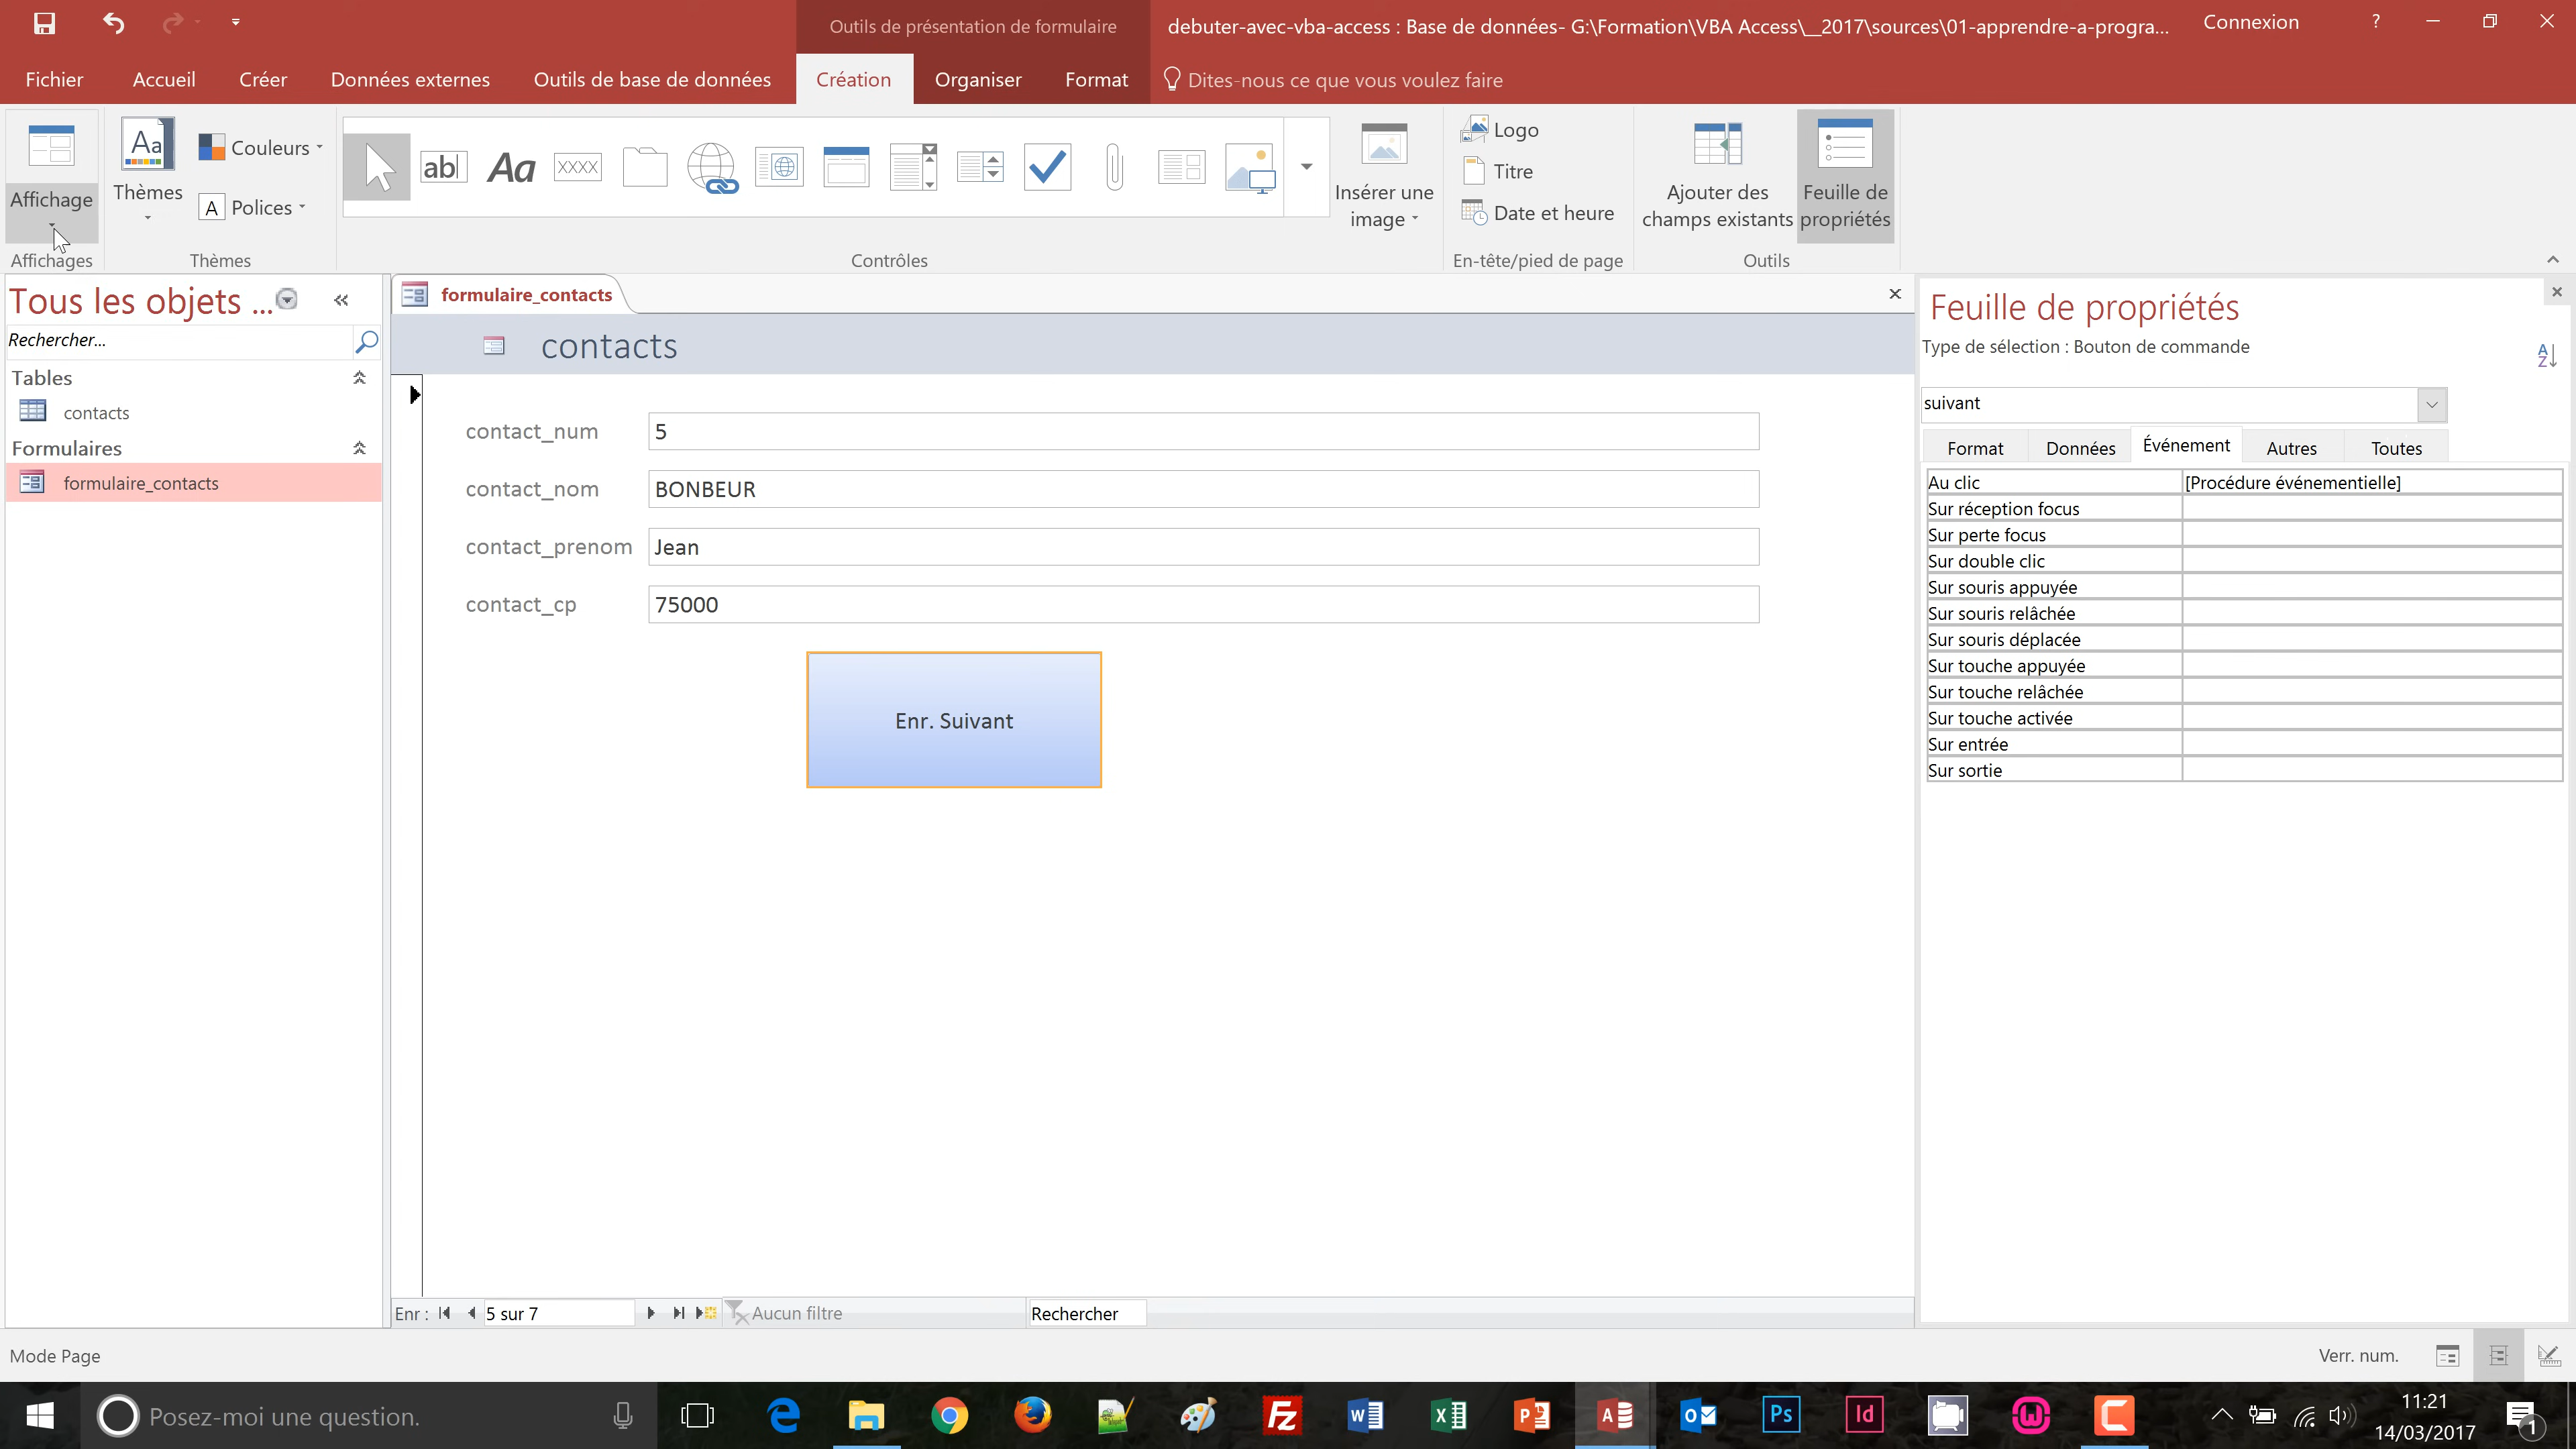 Outils de présentation de formulaire
debuter-avec-vba-access : Base de données- G:\Formation\VBA Access\__2017\sources\01-apprendre-a-progra...
Connexion
?
Fichier
Accueil
Créer
Données externes
Outils de base de données
Création
Organiser
Format
Dites-nous ce que vous voulez faire
Affichage
Affichages
Aa
Thèmes
Couleurs
A Polices
Thèmes
ab|
Aa
XXXX
Contrôles
Insérer une
image
Logo
Titre
Date et heure
En-tête/pied de page
Ajouter des
champs existants
Feuille de
propriétés
Outils
Tous les objets ...
Rechercher...
Tables
contacts
Formulaires
formulaire_contacts
formulaire_contacts
contacts
contact_num 5
contact_nom BONBEUR
contact_prenom Jean
contact_cp 75000
Enr. Suivant
Enr : 5 sur 7
Aucun filtre
Rechercher
Feuille de propriétés
Type de sélection : Bouton de commande
AZ
suivant
Format
Données
Événement
Autres
Toutes
Au clic [Procédure événementielle]
Sur réception focus
Sur perte focus
Sur double clic
Sur souris appuyée
Sur souris relâchée
Sur souris déplacée
Sur touche appuyée
Sur touche relâchée
Sur touche activée
Sur entrée
Sur sortie
Mode Page
Verr. num.
Posez-moi une question.
Fz
W
X
P
A
O
Ps
Id
W
C
11:21
14/03/2017
1